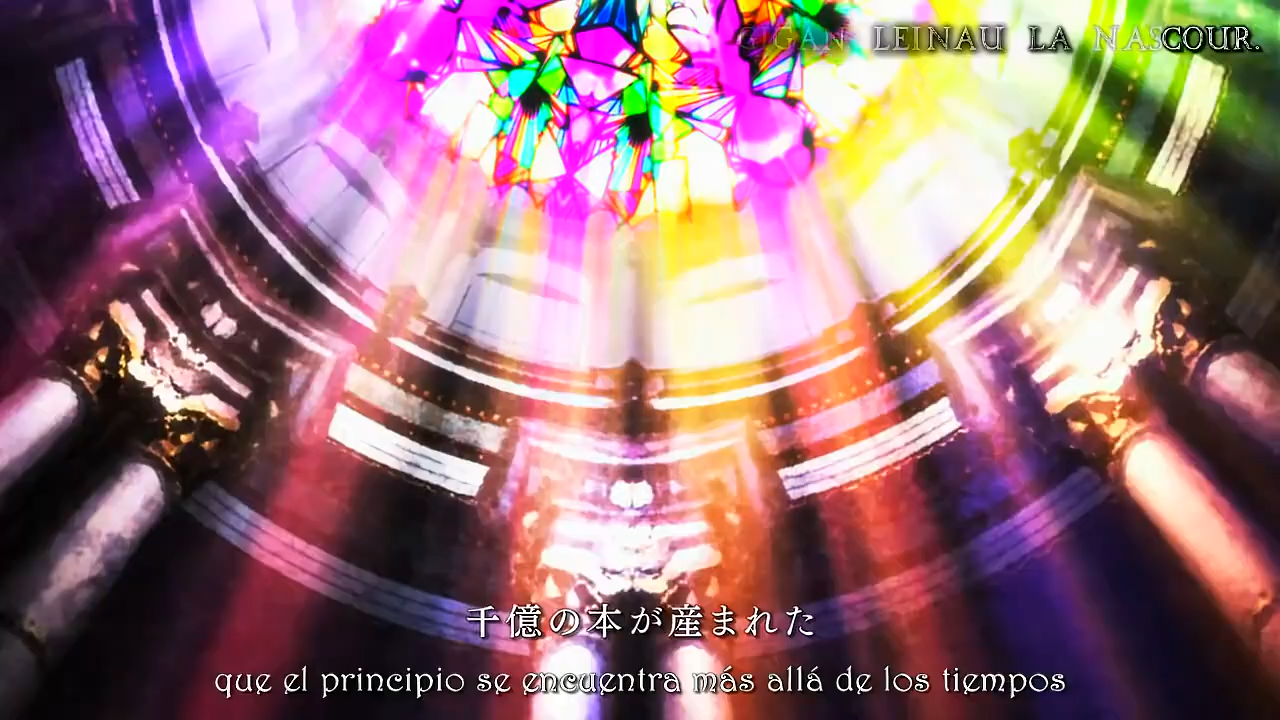 GIGAN LEINAU LA NASCOUR.
千億の本が産まれた
que el principio se encuentra más allá de los tiempos